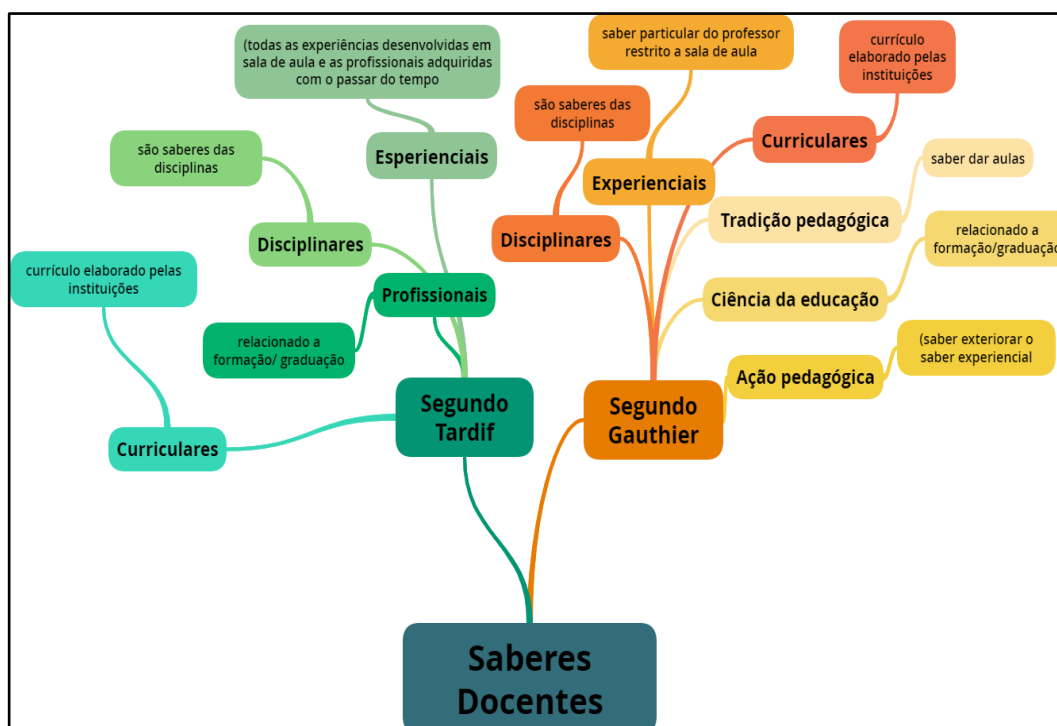 (todas as experiências desenvolvidas em
sala de aula e as profissionais adquiridas
com o passar do tempo
Esperienciais
são saberes das
disciplinas
Disciplinares
Profissionais
relacionado a
formação/ graduação
currículo elaborado pelas
instituições
Curriculares
Segundo
Tardif
saber particular do professor
restrito a sala de aula
Experienciais
são saberes das
disciplinas
Disciplinares
currículo
elaborado pelas
instituições
Curriculares
saber dar aulas
Tradição pedagógica
relacionado a
formação/graduação
Ciência da educação
(saber exteriorar o
saber experiencial
Ação pedagógica
Segundo
Gauthier
Saberes
Docentes